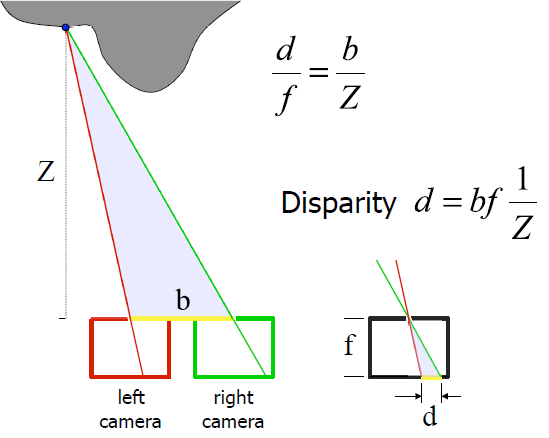 d/f = b/Z
Z
Disparity d = bf 1/Z
b
f
left camera
right camera
d